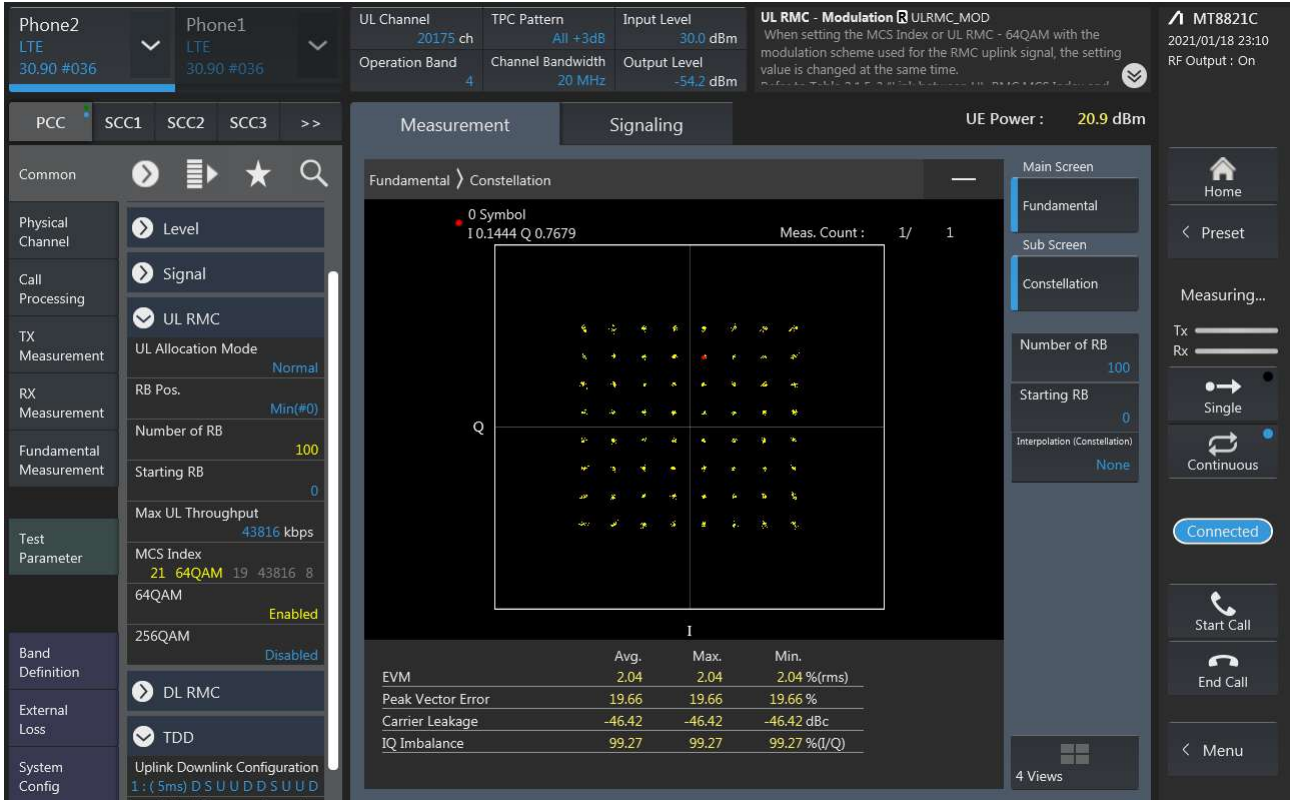 Phone2
LTE
30.90 #036
Phone1
LTE
30.90 #036
UL Channel
20175 ch
TPC Pattern
All +3dB
Input Level
30.0 dBm
Operation Band
4
Channel Bandwidth
20 MHz
Output Level
-54.2 dBm
UL RMC - Modulation R ULRMC_MOD
When setting the MCS Index or UL RMC - 64QAM with the
modulation scheme used for the RMC uplink signal, the setting
value is changed at the same time.
MT8821C
2021/01/18 23:10
RF Output : On
PCC SCC1 SCC2 SCC3 >>
Measurement
Signaling
UE Power : 20.9 dBm
Common
Physical
Channel
Call
Processing
TX
Measurement
RX
Measurement
Fundamental
Measurement
Test
Parameter
Band
Definition
External
Loss
System
Config
Level
Signal
UL RMC
UL Allocation Mode
Normal
RB Pos.
Min(#0)
Number of RB
100
Starting RB
0
Max UL Throughput
43816 kbps
MCS Index
21 64QAM 19 43816 8
64QAM
Enabled
256QAM
Disabled
DL RMC
TDD
Uplink Downlink Configuration
1 : ( 5ms) D S U U D D S U U D
Fundamental > Constellation
0 Symbol
I 0.1444 Q 0.7679
Meas. Count : 1/ 1
Q
I
Avg. Max. Min.
EVM 2.04 2.04 2.04 %(rms)
Peak Vector Error 19.66 19.66 19.66 %
Carrier Leakage -46.42 -46.42 -46.42 dBc
IQ Imbalance 99.27 99.27 99.27 %(I/Q)
Main Screen
Fundamental
Sub Screen
Constellation
Number of RB
100
Starting RB
0
Interpolation (Constellation)
None
4 Views
Home
< Preset
Measuring...
Tx
Rx
Single
Continuous
Connected
Start Call
End Call
< Menu